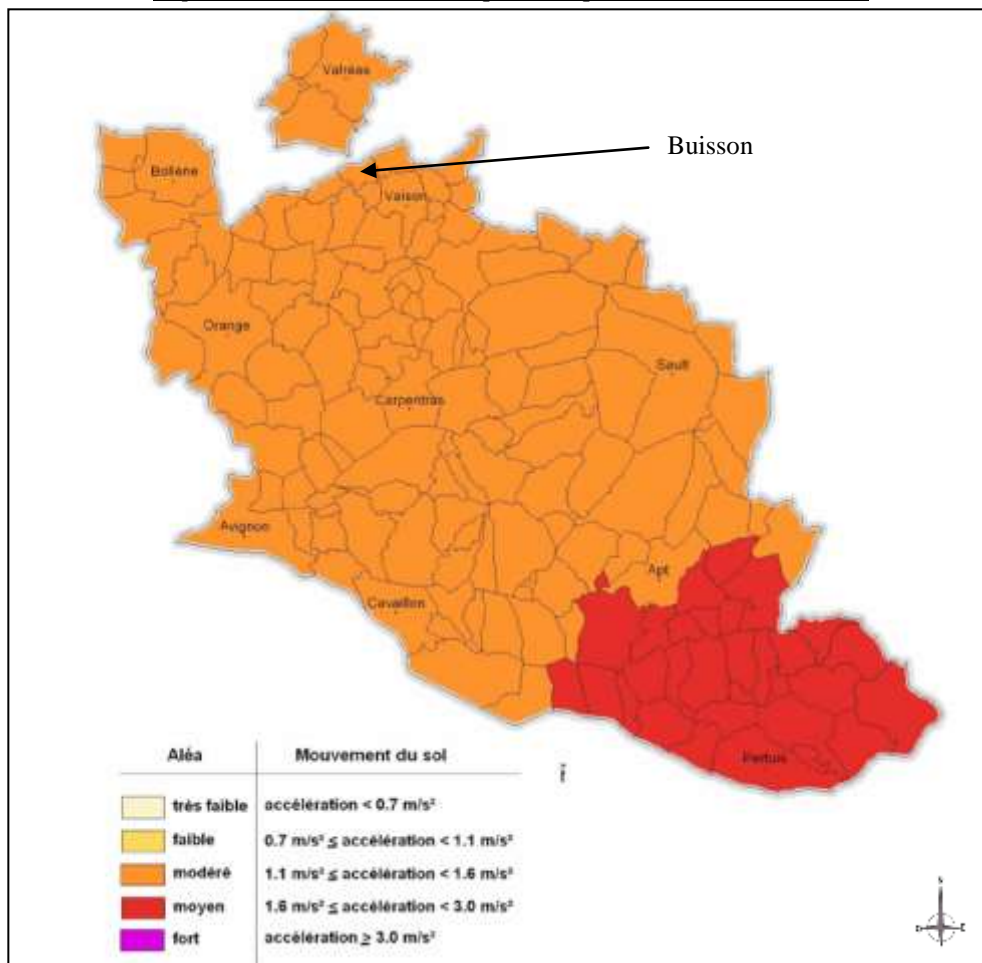 Valréas
Buisson
Bollène
Vaison
Orange
Sault
Carpentras
Avignon
Apt
Cavaillon
Pertuis
Aléa Mouvement du sol
très faible accélération < 0.7 m/s²
faible 0.7 m/s² ≤ accélération < 1.1 m/s²
modéré 1.1 m/s² ≤ accélération < 1.6 m/s²
moyen 1.6 m/s² ≤ accélération < 3.0 m/s²
fort accélération ≥ 3.0 m/s²